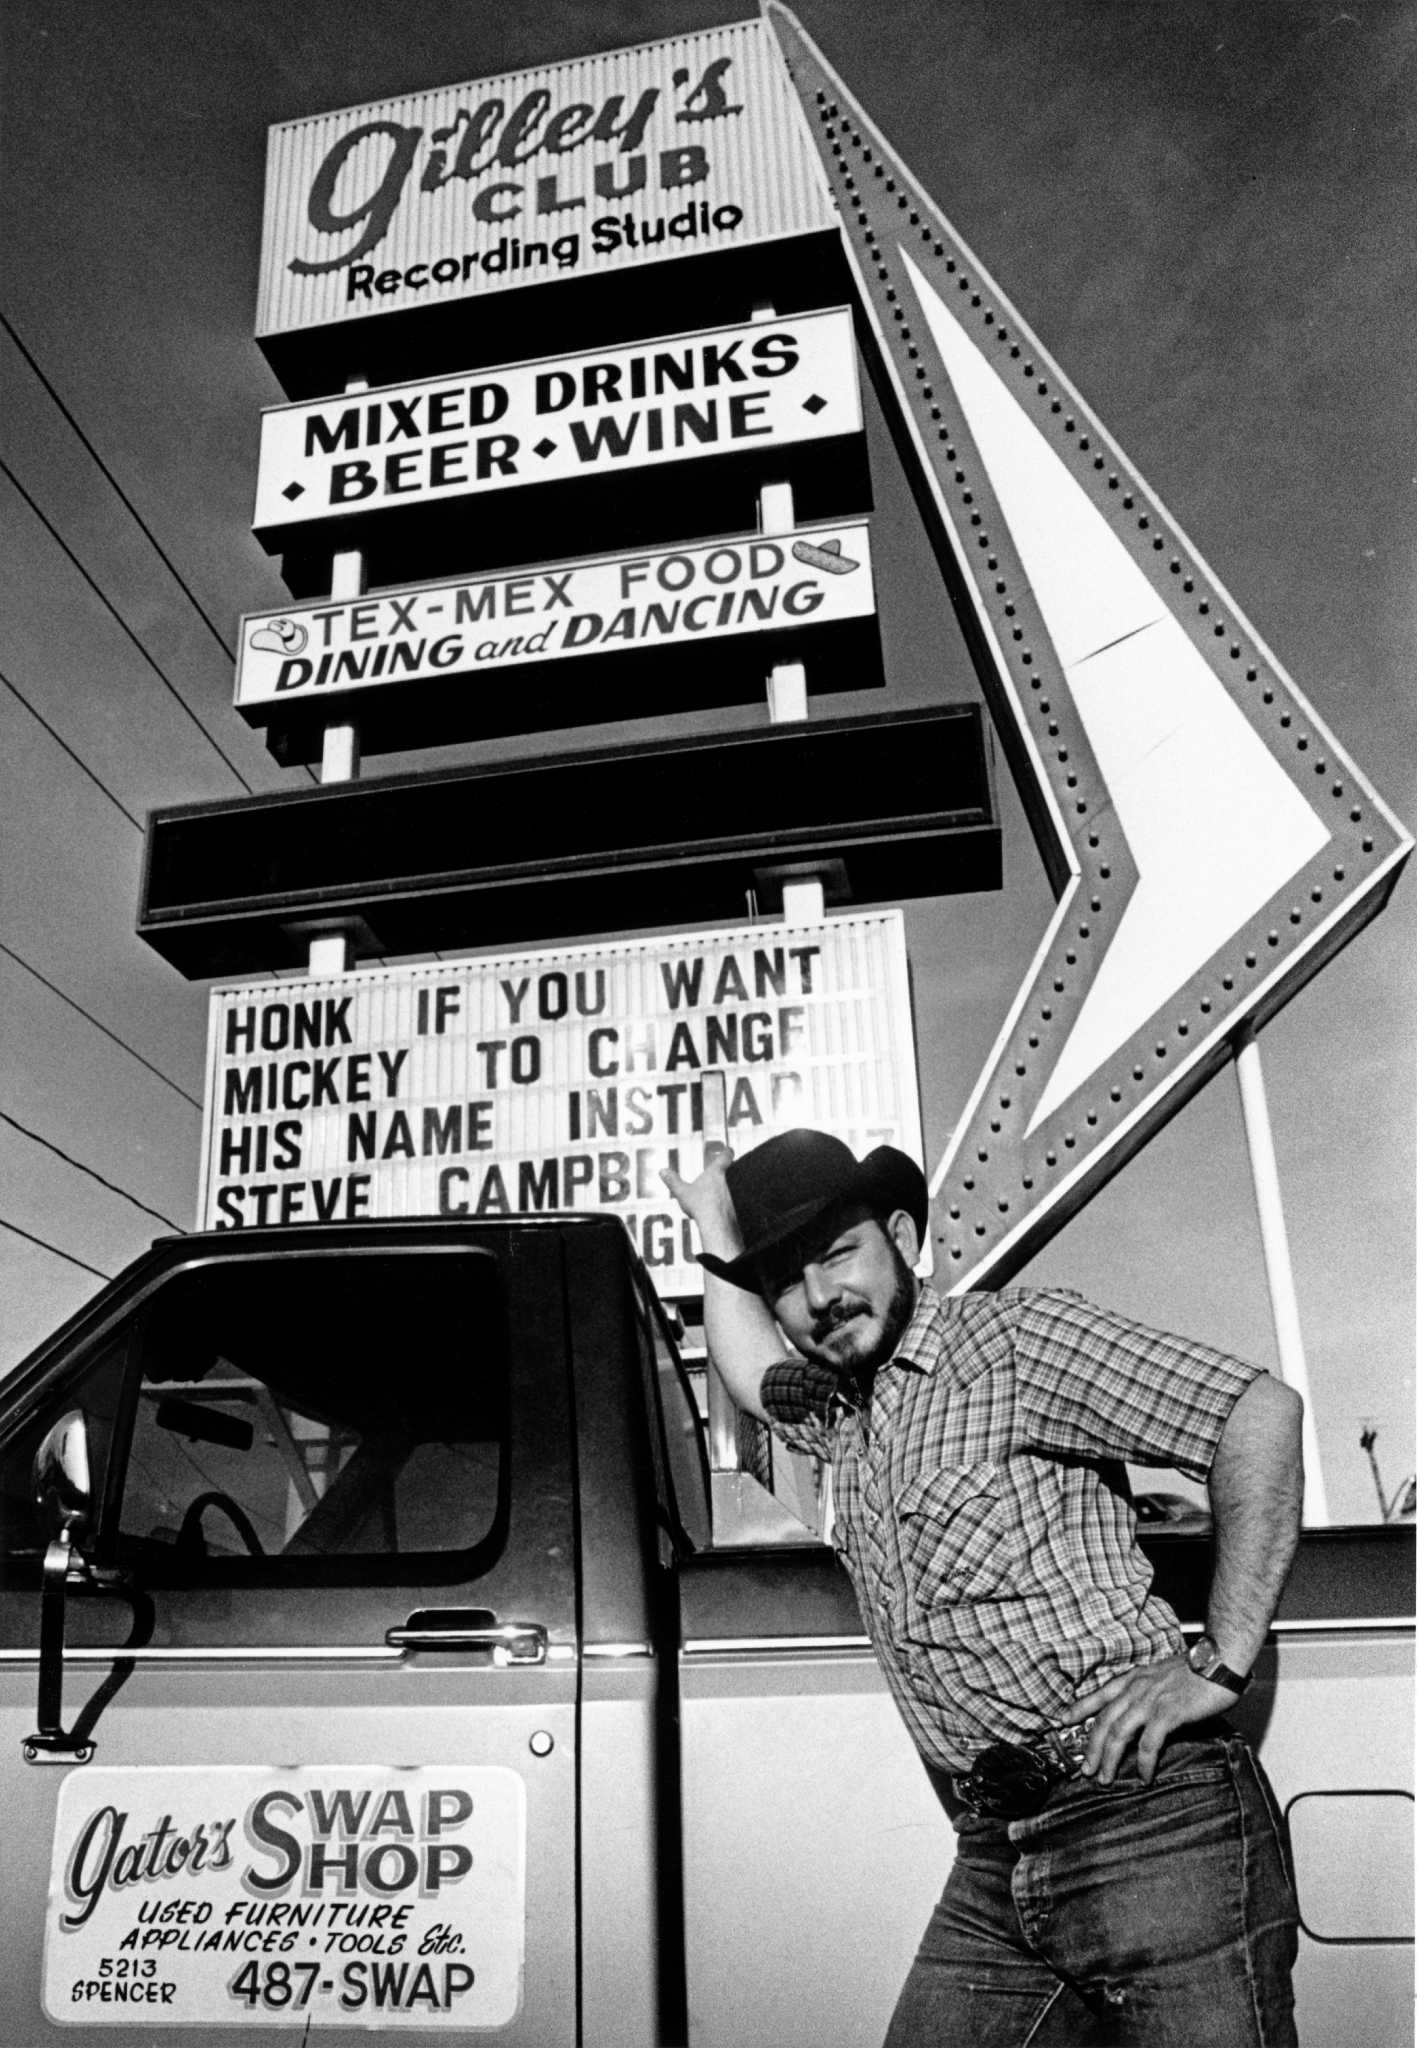 gilley's
CLUB
Recording Studio
MIXED DRINKS
• BEER • WINE •
TEX-MEX FOOD
DINING and DANCING
HONK IF YOU WANT
MICKEY TO CHANGE
HIS NAME INSTEAD
STEVE CAMPBEL
gator's SWAP SHOP
USED FURNITURE
APPLIANCES • TOOLS Etc.
5213 SPENCER
487-SWAP